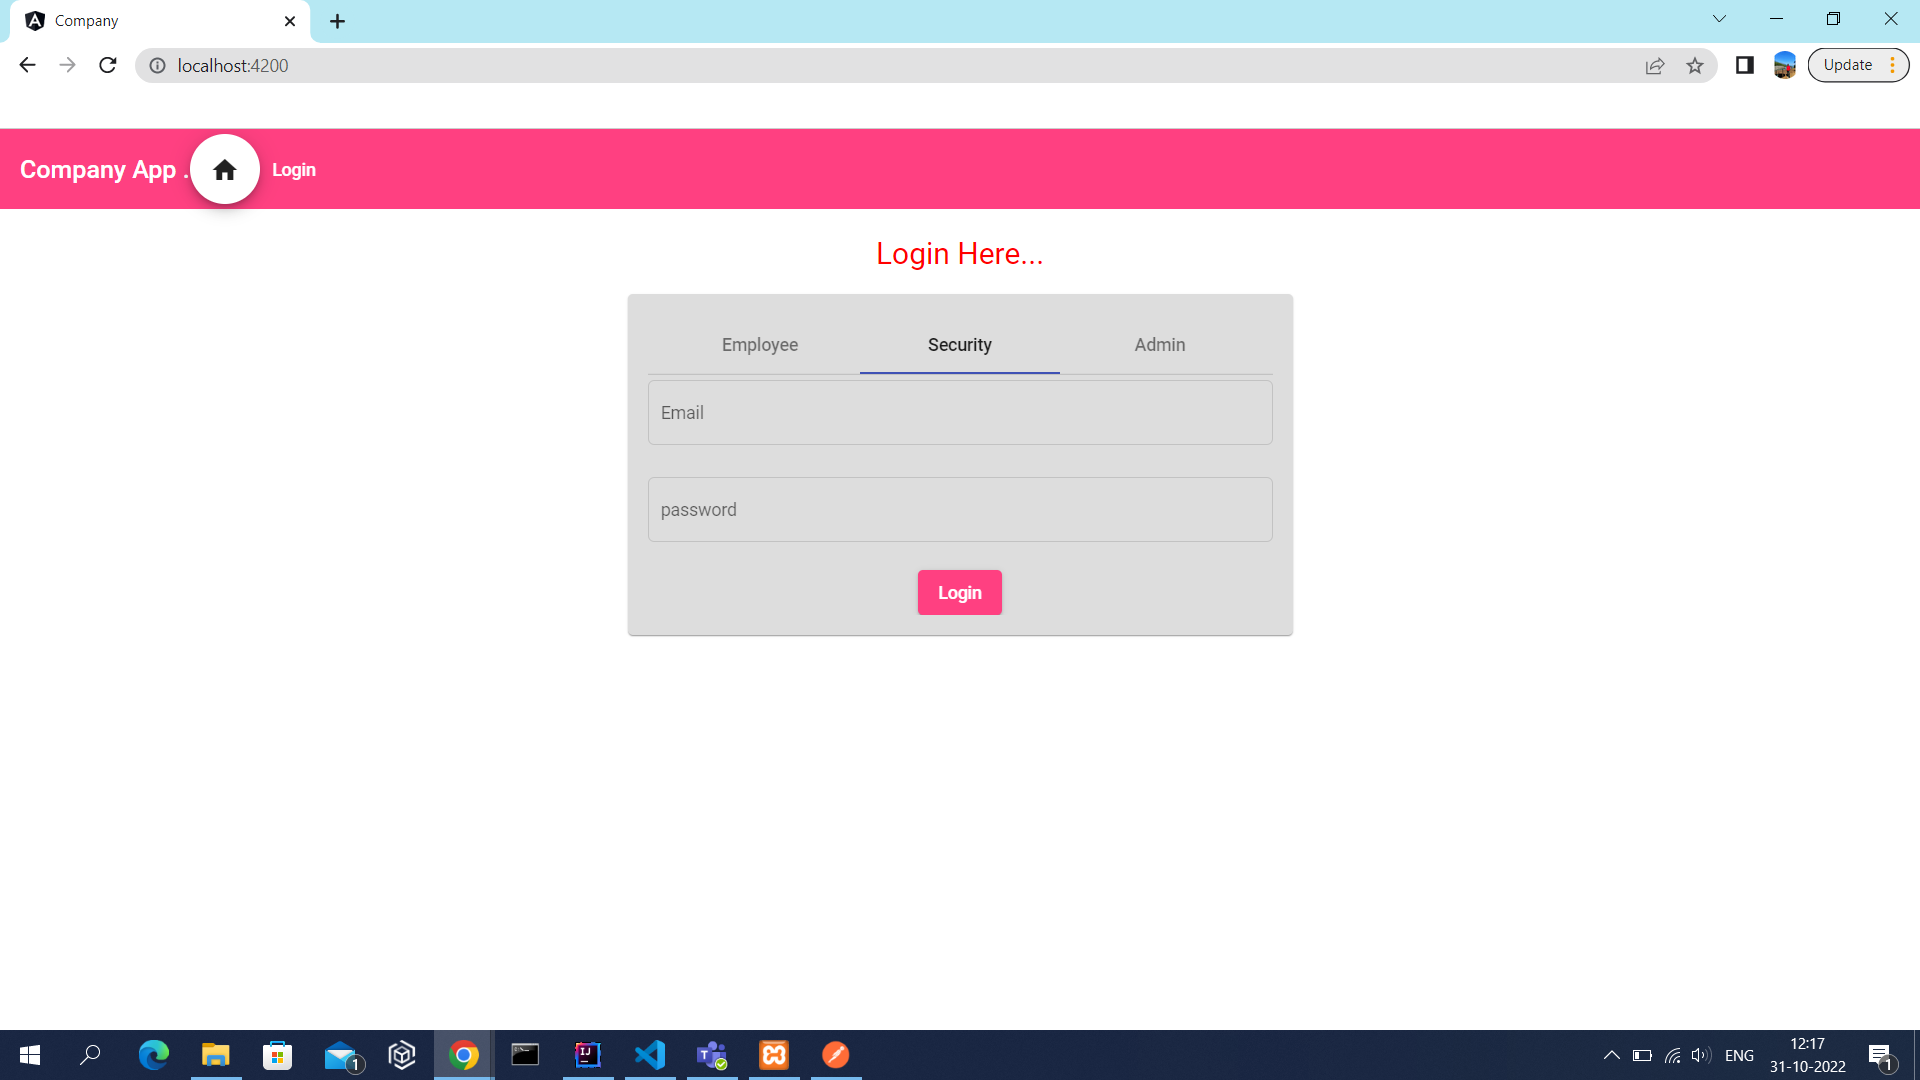 Company
localhost:4200
Update
Company App .
Login
Login Here...
Employee
Security
Admin
Email
password
Login
1
IJ
T
ENG
12:17
31-10-2022
1